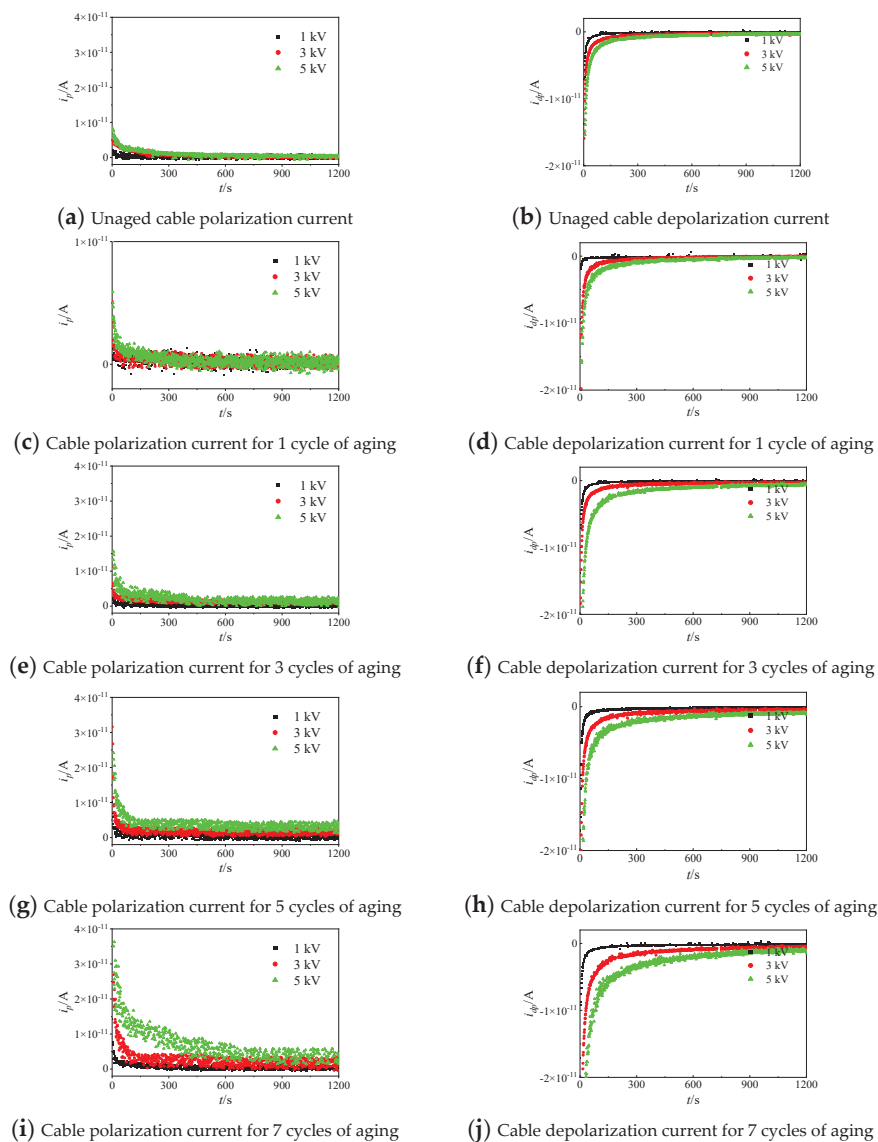 4×10⁻¹¹
3×10⁻¹¹
2×10⁻¹¹
1×10⁻¹¹
0
iₚ/A
1 kV
3 kV
5 kV
0 300 600 900 1200
t/s
(a) Unaged cable polarization current
0
-1×10⁻¹¹
-2×10⁻¹¹
i_dp/A
1 kV
3 kV
5 kV
0 300 600 900 1200
t/s
(b) Unaged cable depolarization current
1×10⁻¹¹
0
iₚ/A
1 kV
3 kV
5 kV
0 300 600 900 1200
t/s
(c) Cable polarization current for 1 cycle of aging
0
-1×10⁻¹¹
-2×10⁻¹¹
i_dp/A
1 kV
3 kV
5 kV
0 300 600 900 1200
t/s
(d) Cable depolarization current for 1 cycle of aging
4×10⁻¹¹
3×10⁻¹¹
2×10⁻¹¹
1×10⁻¹¹
0
iₚ/A
1 kV
3 kV
5 kV
0 300 600 900 1200
t/s
(e) Cable polarization current for 3 cycles of aging
0
-1×10⁻¹¹
-2×10⁻¹¹
i_dp/A
1 kV
3 kV
5 kV
0 300 600 900 1200
t/s
(f) Cable depolarization current for 3 cycles of aging
4×10⁻¹¹
3×10⁻¹¹
2×10⁻¹¹
1×10⁻¹¹
0
iₚ/A
1 kV
3 kV
5 kV
0 300 600 900 1200
t/s
(g) Cable polarization current for 5 cycles of aging
0
-1×10⁻¹¹
-2×10⁻¹¹
i_dp/A
1 kV
3 kV
5 kV
0 300 600 900 1200
t/s
(h) Cable depolarization current for 5 cycles of aging
4×10⁻¹¹
3×10⁻¹¹
2×10⁻¹¹
1×10⁻¹¹
0
iₚ/A
1 kV
3 kV
5 kV
0 300 600 900 1200
t/s
(i) Cable polarization current for 7 cycles of aging
0
-1×10⁻¹¹
-2×10⁻¹¹
i_dp/A
1 kV
3 kV
5 kV
0 300 600 900 1200
t/s
(j) Cable depolarization current for 7 cycles of aging